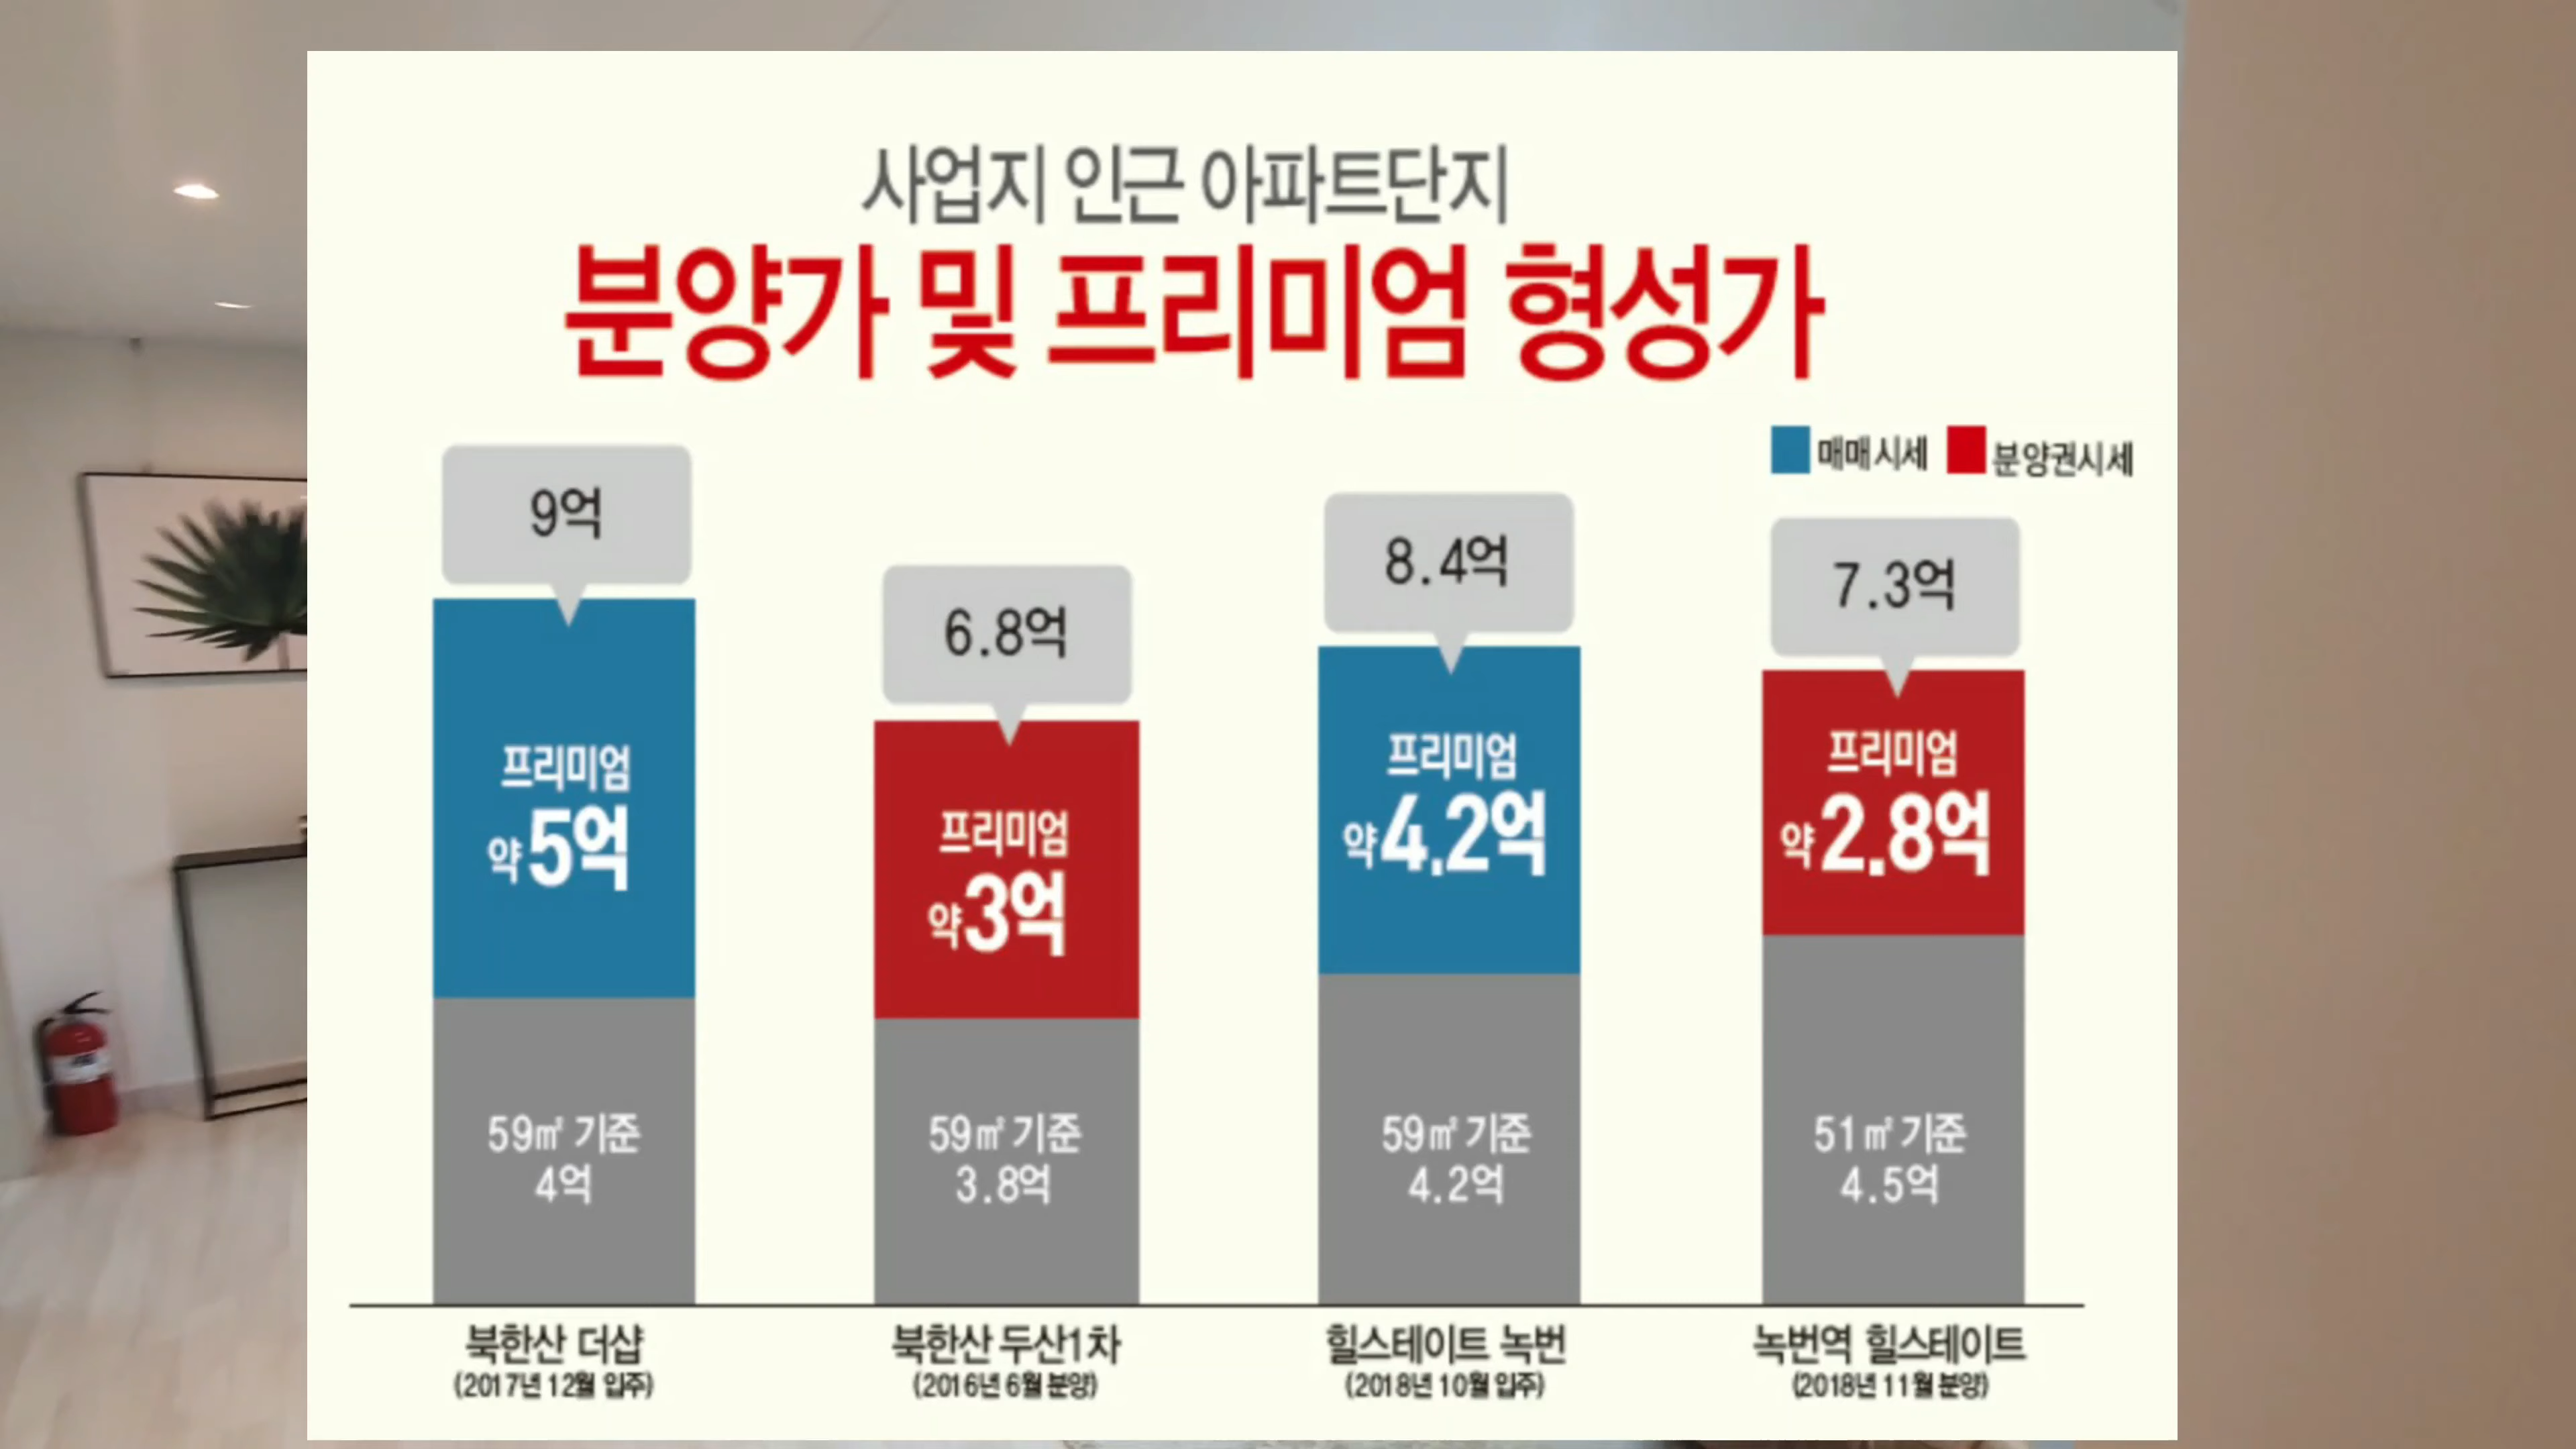 사업지 인근 아파트단지
분양가 및 프리미엄 형성가
매매시세 분양권시세
9억
프리미엄
약5억
59㎡ 기준
4억
북한산 더샵
(2017년 12월 입주)
6.8억
프리미엄
약3억
59㎡ 기준
3.8억
북한산 두산1차
(2016년 6월 분양)
8.4억
프리미엄
약4.2억
59㎡ 기준
4.2억
힐스테이트 녹번
(2018년 10월 입주)
7.3억
프리미엄
약2.8억
51㎡ 기준
4.5억
녹번역 힐스테이트
(2018년 11월 분양)